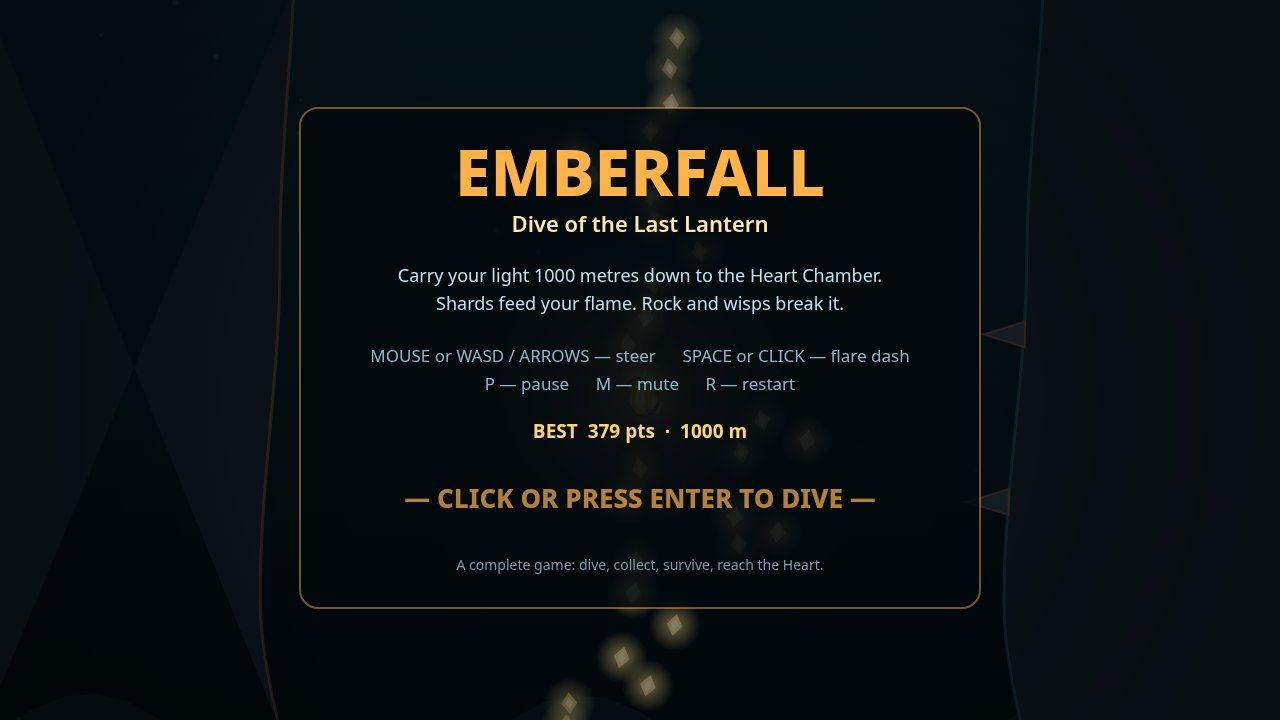 EMBERFALL
Dive of the Last Lantern
Carry your light 1000 metres down to the Heart Chamber.
Shards feed your flame. Rock and wisps break it.
MOUSE or WASD / ARROWS — steer SPACE or CLICK — flare dash
P — pause M — mute R — restart
BEST 379 pts · 1000 m
— CLICK OR PRESS ENTER TO DIVE —
A complete game: dive, collect, survive, reach the Heart.